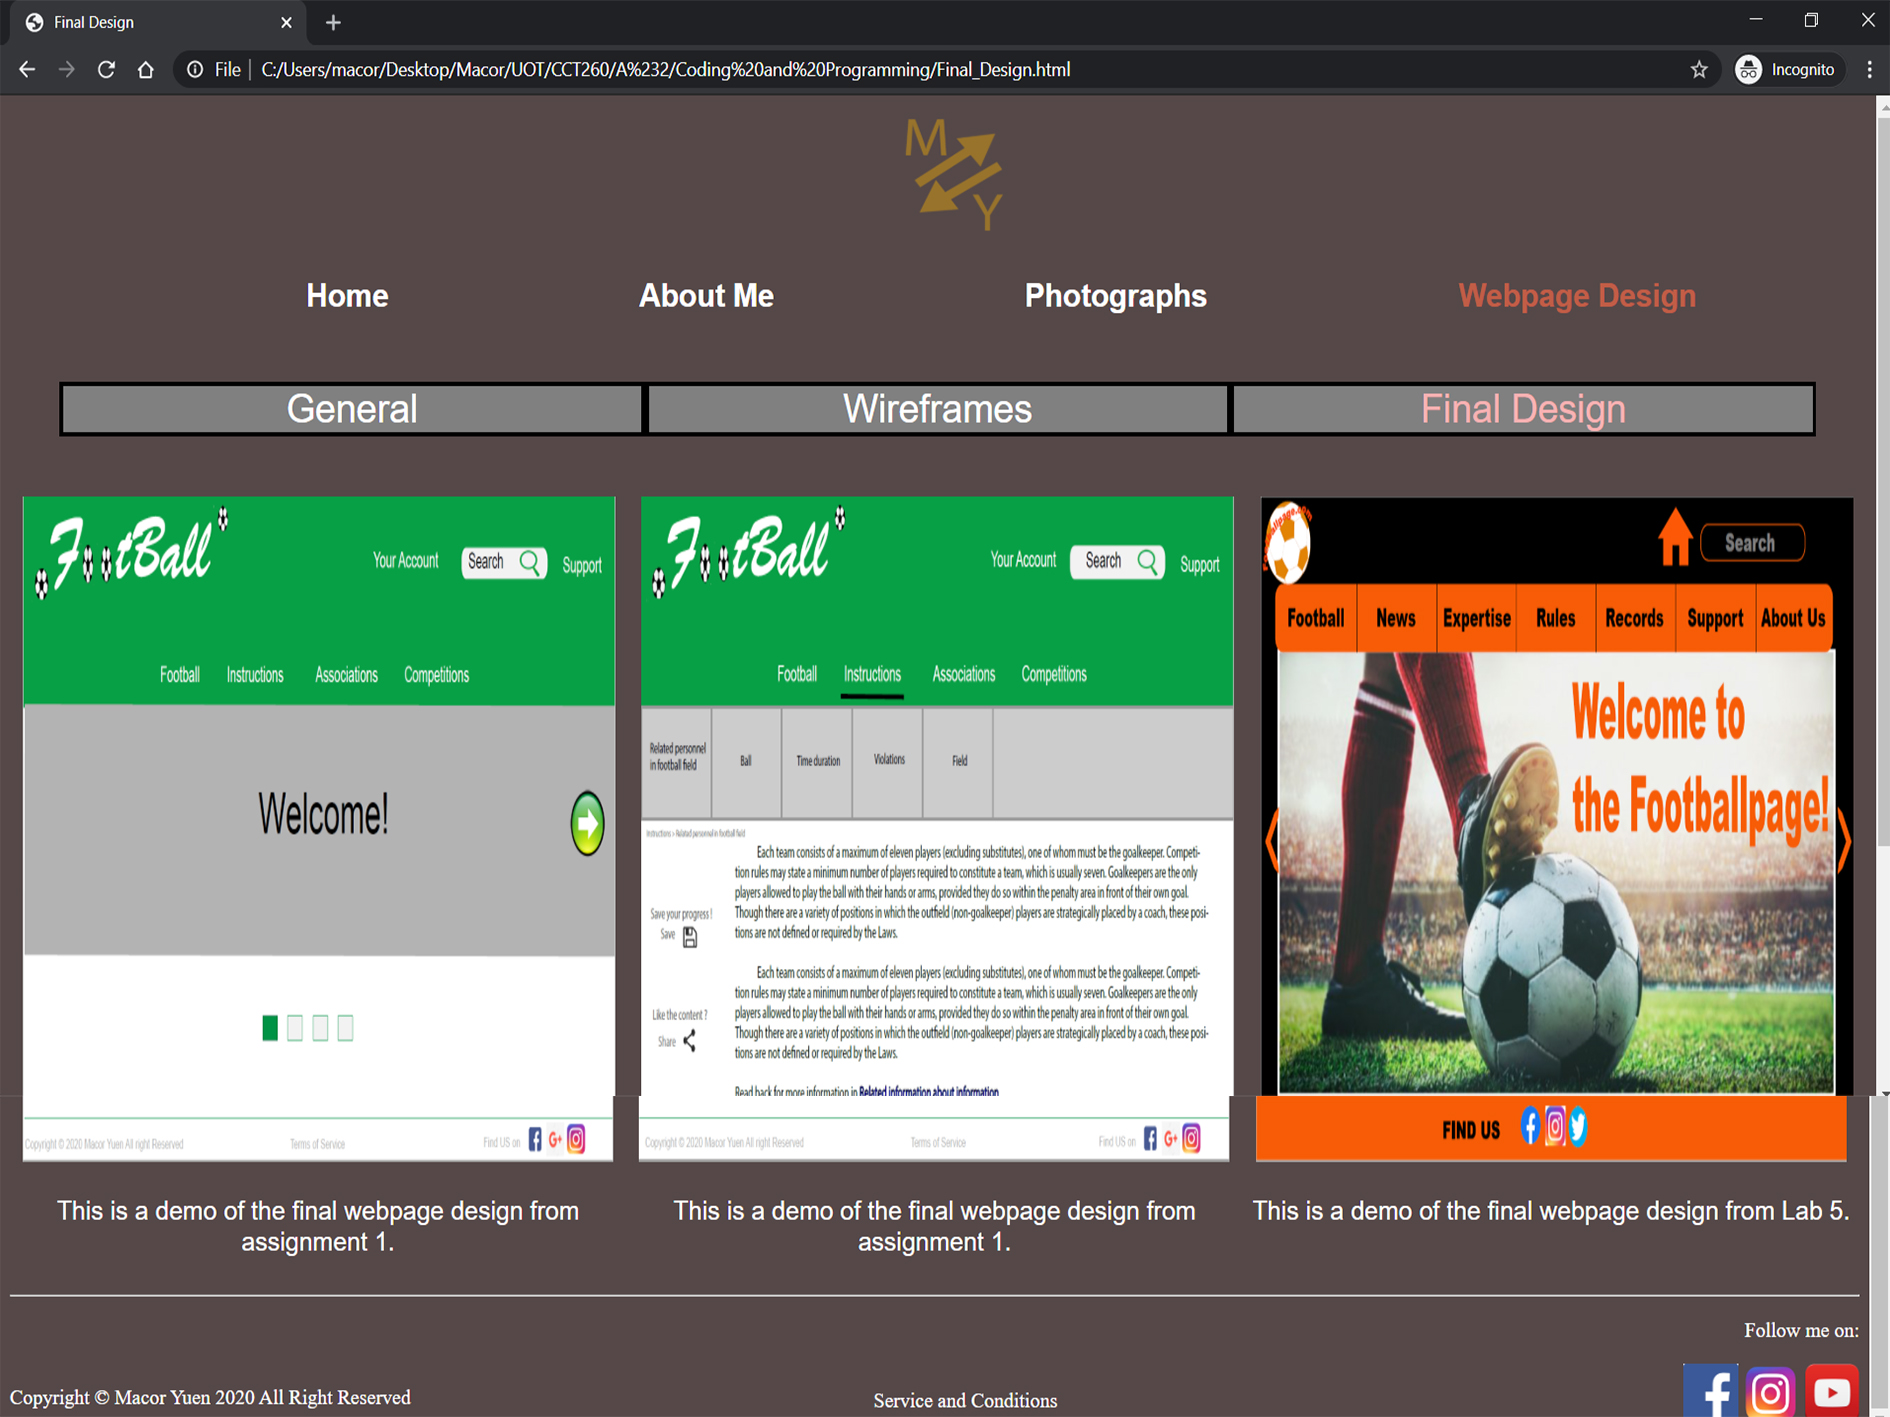 Final Design
File
C:/Users/macor/Desktop/Macor/UOT/CCT260/A%232/Coding%20and%20Programming/Final_Design.html
Incognito
M
Y
Home
About Me
Photographs
Webpage Design
General
Wireframes
Final Design
FootBall
Your Account
Search
Support
Football
Instructions
Associations
Competitions
Welcome!
Copyright © 2020 Macor Yuen All right Reserved
Terms of Service
Find US on
This is a demo of the final webpage design from
assignment 1.
FootBall
Your Account
Search
Support
Football
Instructions
Associations
Competitions
Related personnel
in football field
Ball
Time duration
Violations
Field
Instructions > Related personnel in football field
Each team consists of a maximum of eleven players (excluding substitutes), one of whom must be the goalkeeper. Competi-
tion rules may state a minimum number of players required to constitute a team, which is usually seven. Goalkeepers are the only
players allowed to play the ball with their hands or arms, provided they do so within the penalty area in front of their own goal.
Though there are a variety of positions in which the outfield (non-goalkeeper) players are strategically placed by a coach, these posi-
tions are not defined or required by the Laws.
Save your progress !
Save
Each team consists of a maximum of eleven players (excluding substitutes), one of whom must be the goalkeeper. Competi-
tion rules may state a minimum number of players required to constitute a team, which is usually seven. Goalkeepers are the only
players allowed to play the ball with their hands or arms, provided they do so within the penalty area in front of their own goal.
Though there are a variety of positions in which the outfield (non-goalkeeper) players are strategically placed by a coach, these posi-
tions are not defined or required by the Laws.
Like the content ?
Share
Read back for more information in Related information about information
Copyright © 2020 Macor Yuen All right Reserved
Terms of Service
Find US on
G+
This is a demo of the final webpage design from
assignment 1.
Search
Football
News
Expertise
Rules
Records
Support
About Us
Welcome to
the Footballpage!
FIND US
This is a demo of the final webpage design from Lab 5.
Follow me on:
Copyright © Macor Yuen 2020 All Right Reserved
Service and Conditions